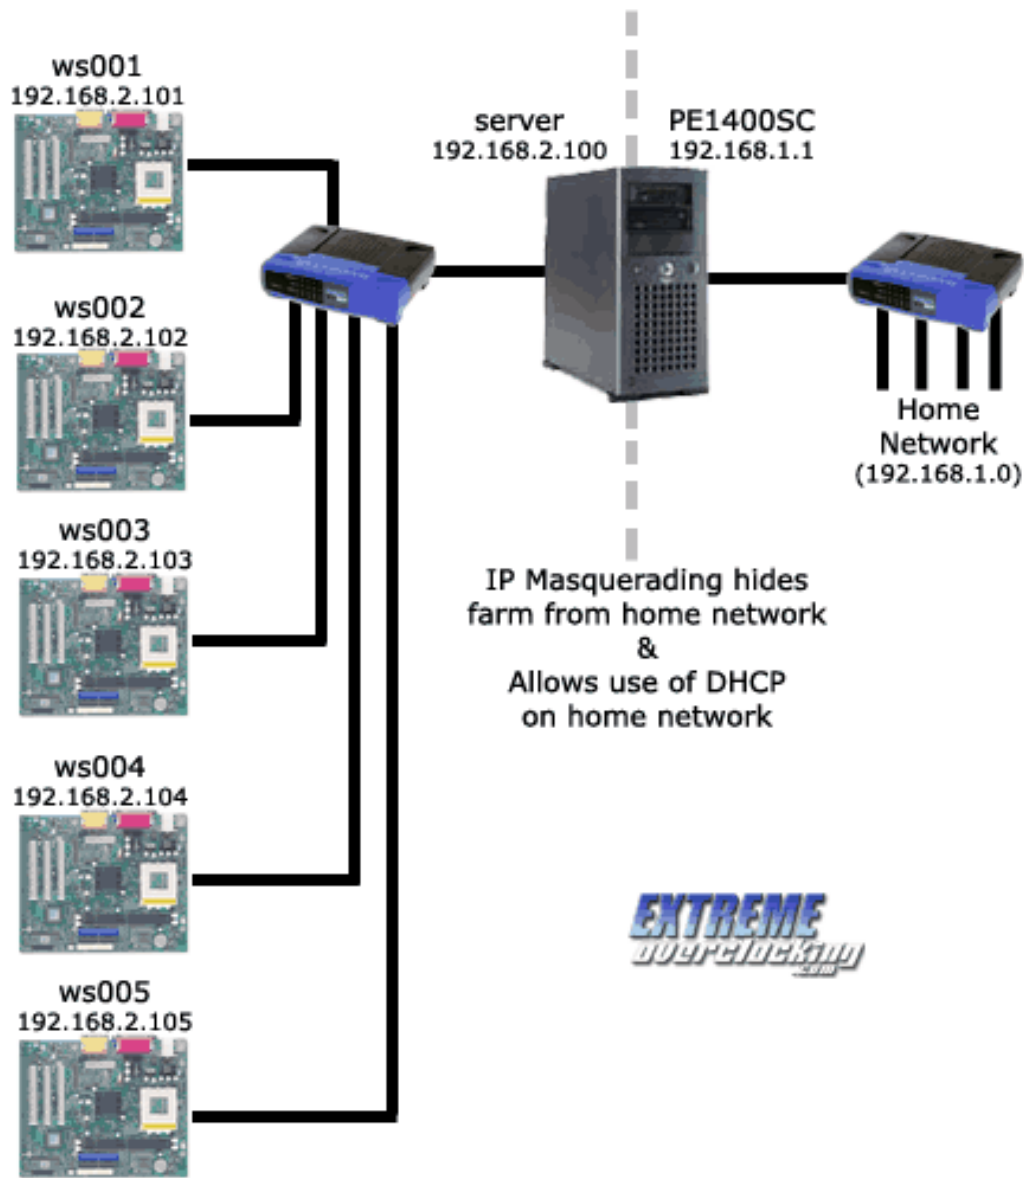 ws001
192.168.2.101
ws002
192.168.2.102
ws003
192.168.2.103
ws004
192.168.2.104
ws005
192.168.2.105
server
192.168.2.100
PE1400SC
192.168.1.1
Home
Network
(192.168.1.0)
IP Masquerading hides
farm from home network
&
Allows use of DHCP
on home network
EXTREME
overclocking
.com